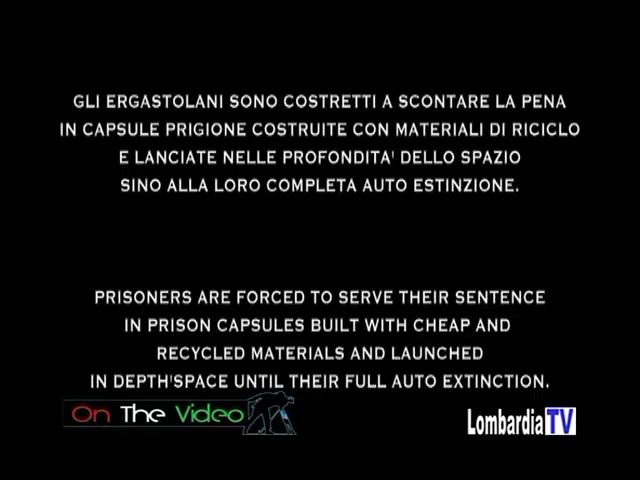 GLI ERGASTOLANI SONO COSTRETTI A SCONTARE LA PENA
IN CAPSULE PRIGIONE COSTRUITE CON MATERIALI DI RICICLO
E LANCIATE NELLE PROFONDITA' DELLO SPAZIO
SINO ALLA LORO COMPLETA AUTO ESTINZIONE.
PRISONERS ARE FORCED TO SERVE THEIR SENTENCE
IN PRISON CAPSULES BUILT WITH CHEAP AND
RECYCLED MATERIALS AND LAUNCHED
IN DEPTH'SPACE UNTIL THEIR FULL AUTO EXTINCTION.
On The Video
Lombardia TV